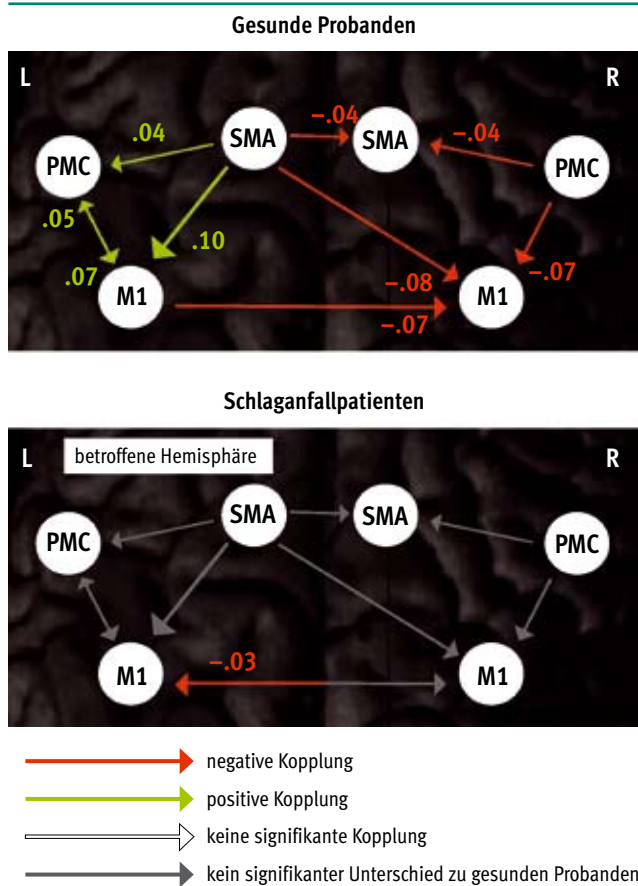 Gesunde Probanden
L R
.04 SMA –.04 SMA –.04
PMC PMC
.05 .10
.07 M1 –.08 M1 –.07
–.07
Schlaganfallpatienten
L betroffene Hemisphäre R
SMA SMA
PMC PMC
–.03
M1 M1
negative Kopplung
positive Kopplung
keine signifikante Kopplung
kein signifikanter Unterschied zu gesunden Probanden